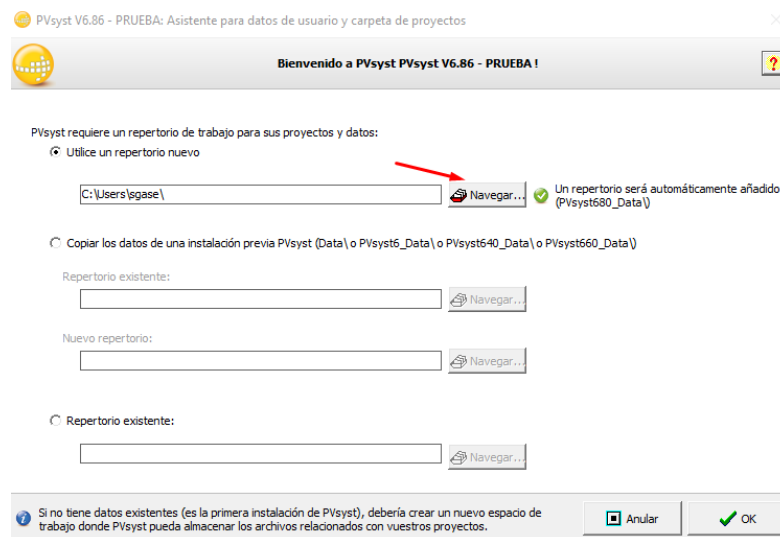 PVsyst V6.86 - PRUEBA: Asistente para datos de usuario y carpeta de proyectos
Bienvenido a PVsyst PVsyst V6.86 - PRUEBA !
?
PVsyst requiere un repertorio de trabajo para sus proyectos y datos:
Utilice un repertorio nuevo
C:\Users\sgase\
Navegar...
Un repertorio será automáticamente añadido
(PVsyst680_Data\)
Copiar los datos de una instalación previa PVsyst (Data\ o PVsyst6_Data\ o PVsyst640_Data\ o PVsyst660_Data\)
Repertorio existente:
Navegar...
Nuevo repertorio:
Navegar...
Repertorio existente:
Navegar...
Si no tiene datos existentes (es la primera instalación de PVsyst), debería crear un nuevo espacio de
trabajo donde PVsyst pueda almacenar los archivos relacionados con vuestros proyectos.
Anular
OK